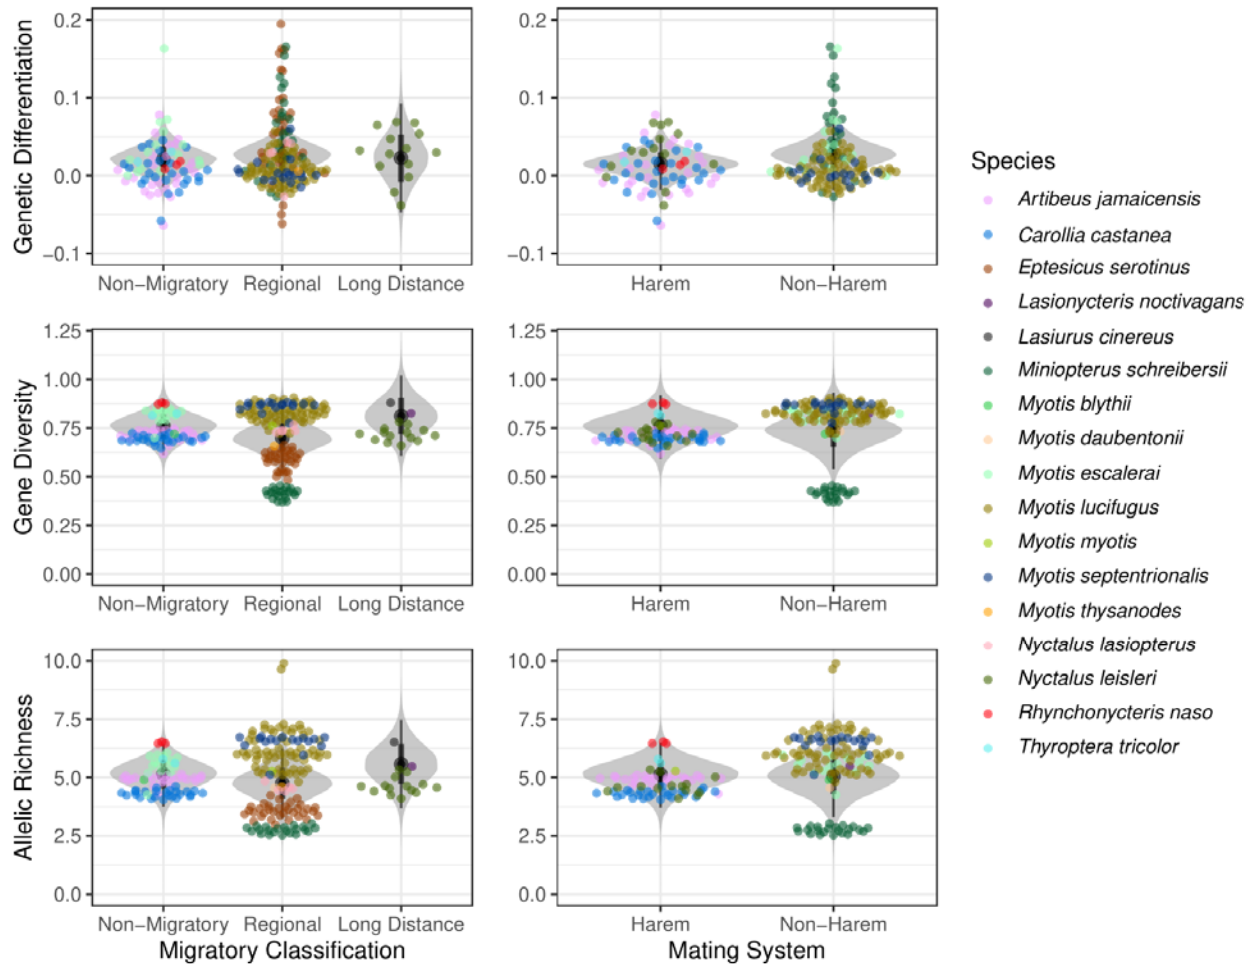 Genetic Differentiation
0.2
0.1
0.0
−0.1
Non−Migratory Regional Long Distance
0.2
0.1
0.0
−0.1
Harem Non−Harem
Gene Diversity
1.25
1.00
0.75
0.50
0.25
0.00
Non−Migratory Regional Long Distance
1.25
1.00
0.75
0.50
0.25
0.00
Harem Non−Harem
Allelic Richness
10.0
7.5
5.0
2.5
0.0
Non−Migratory Regional Long Distance
Migratory Classification
10.0
7.5
5.0
2.5
0.0
Harem Non−Harem
Mating System
Species
Artibeus jamaicensis
Carollia castanea
Eptesicus serotinus
Lasionycteris noctivagans
Lasiurus cinereus
Miniopterus schreibersii
Myotis blythii
Myotis daubentonii
Myotis escalerai
Myotis lucifugus
Myotis myotis
Myotis septentrionalis
Myotis thysanodes
Nyctalus lasiopterus
Nyctalus leisleri
Rhynchonycteris naso
Thyroptera tricolor